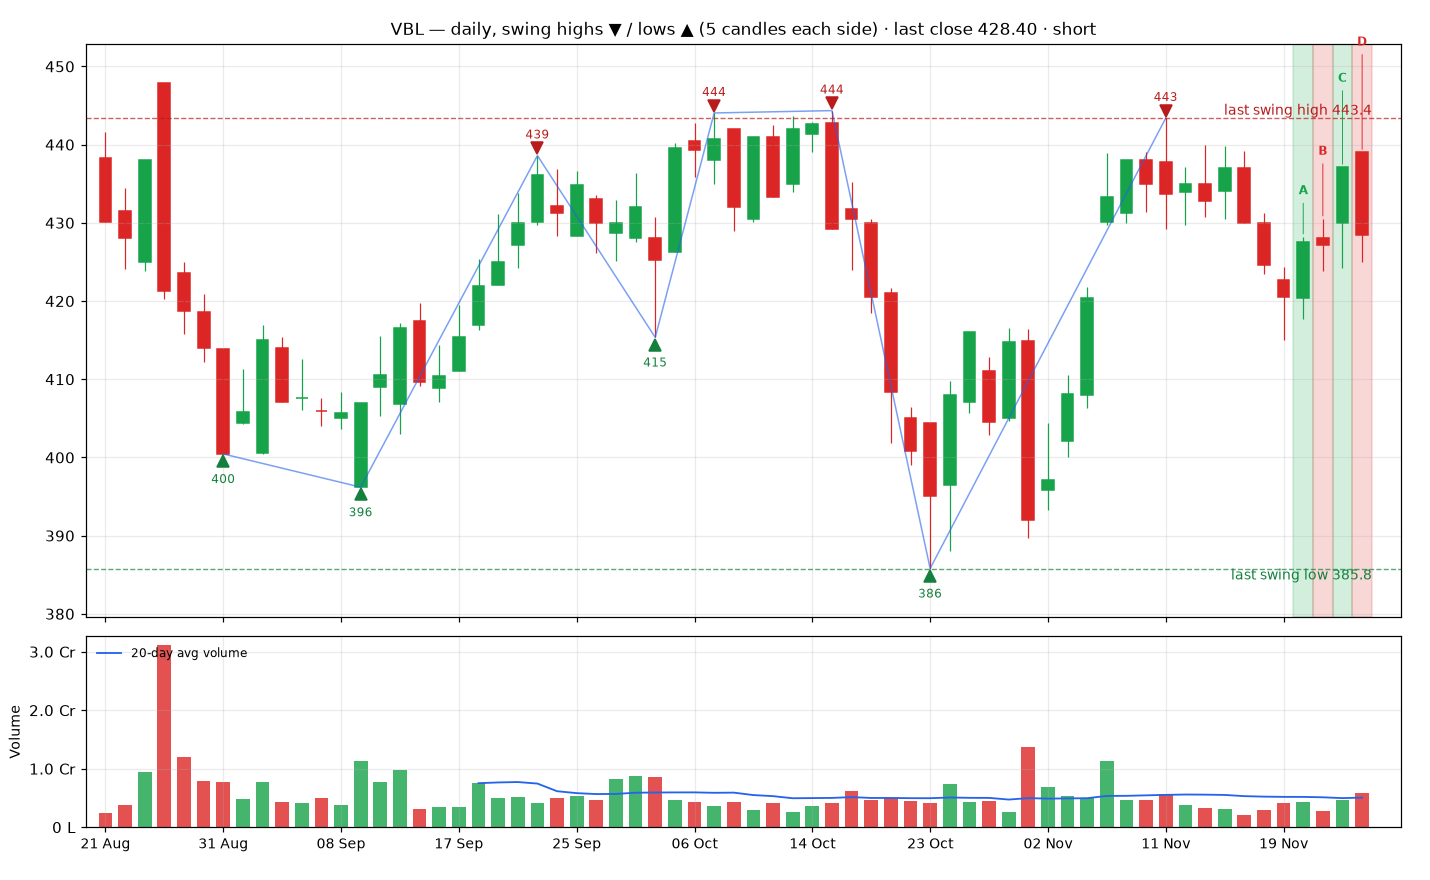 VBL — daily, swing highs ▼ / lows ▲ (5 candles each side) · last close 428.40 · short
D
450
C
444
444
443
last swing high 443.4
440
439
B
A
430
420
415
410
400
400
396
390
386
last swing low 385.8
380
20-day avg volume
3.0 Cr
2.0 Cr
1.0 Cr
0 L
Volume
21 Aug
31 Aug
08 Sep
17 Sep
25 Sep
06 Oct
14 Oct
23 Oct
02 Nov
11 Nov
19 Nov